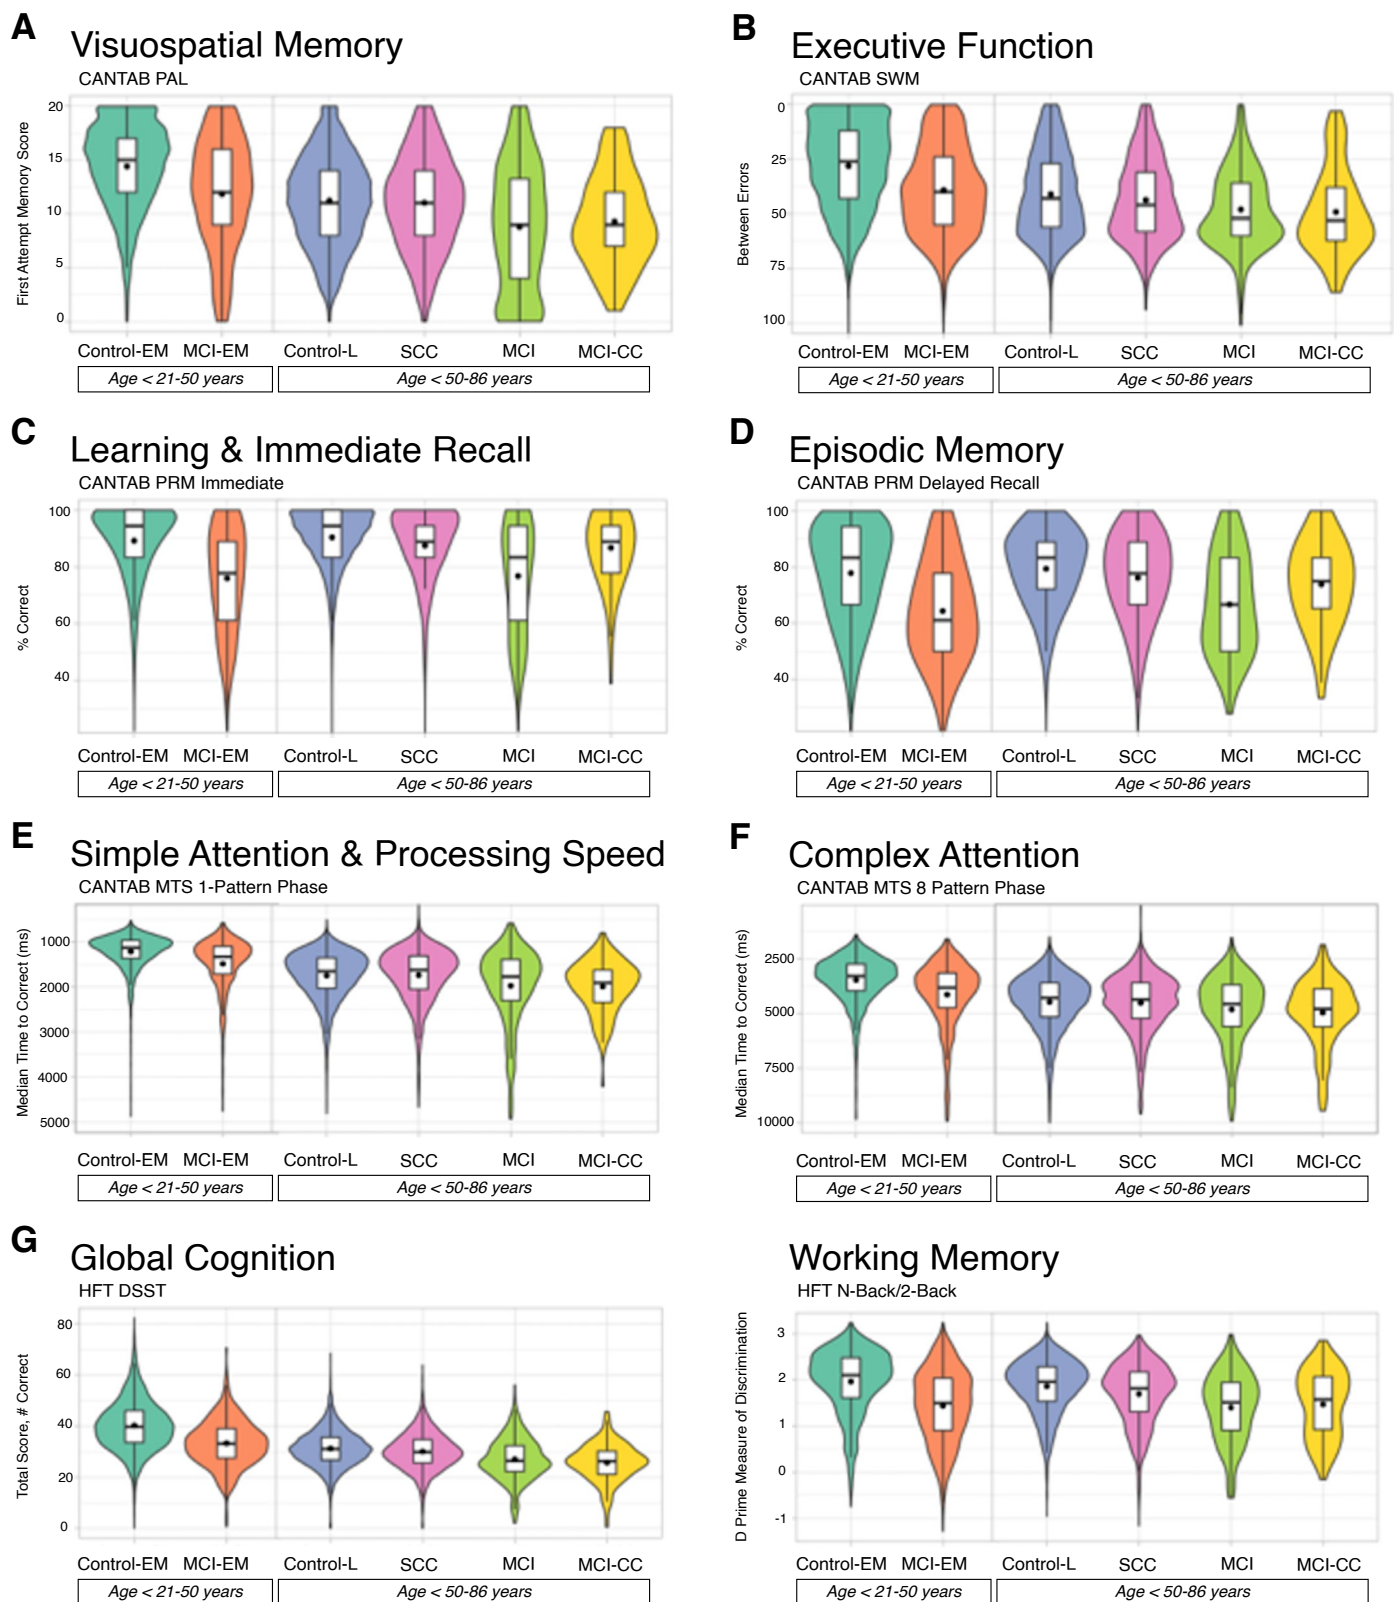 A
Visuospatial Memory
CANTAB PAL
First Attempt Memory Score
20
15
10
5
0
Control-EM MCI-EM Control-L SCC MCI MCI-CC
Age < 21-50 years Age < 50-86 years
B
Executive Function
CANTAB SWM
Between Errors
0
25
50
75
100
Control-EM MCI-EM Control-L SCC MCI MCI-CC
Age < 21-50 years Age < 50-86 years
C
Learning & Immediate Recall
CANTAB PRM Immediate
% Correct
100
80
60
40
Control-EM MCI-EM Control-L SCC MCI MCI-CC
Age < 21-50 years Age < 50-86 years
D
Episodic Memory
CANTAB PRM Delayed Recall
% Correct
100
80
60
40
Control-EM MCI-EM Control-L SCC MCI MCI-CC
Age < 21-50 years Age < 50-86 years
E
Simple Attention & Processing Speed
CANTAB MTS 1-Pattern Phase
Median Time to Correct (ms)
1000
2000
3000
4000
5000
Control-EM MCI-EM Control-L SCC MCI MCI-CC
Age < 21-50 years Age < 50-86 years
F
Complex Attention
CANTAB MTS 8 Pattern Phase
Median Time to Correct (ms)
2500
5000
7500
10000
Control-EM MCI-EM Control-L SCC MCI MCI-CC
Age < 21-50 years Age < 50-86 years
G
Global Cognition
HFT DSST
Total Score, # Correct
80
60
40
20
0
Control-EM MCI-EM Control-L SCC MCI MCI-CC
Age < 21-50 years Age < 50-86 years
Working Memory
HFT N-Back/2-Back
D Prime Measure of Discrimination
3
2
1
0
-1
Control-EM MCI-EM Control-L SCC MCI MCI-CC
Age < 21-50 years Age < 50-86 years